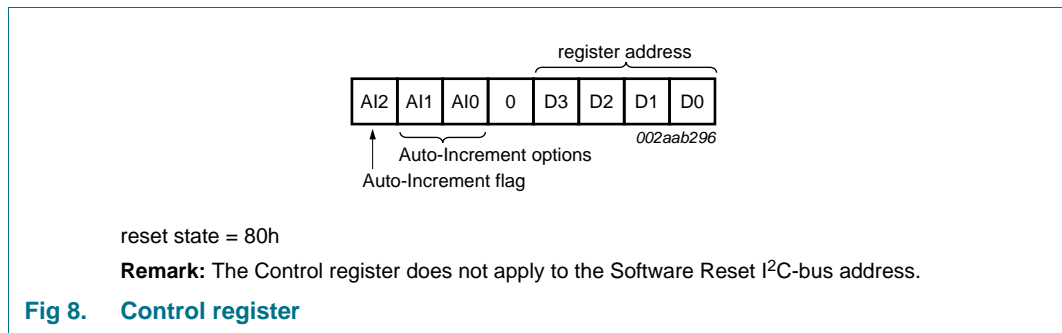 register address
AI2 AI1 AI0 0 D3 D2 D1 D0
002aab296
Auto-Increment options
Auto-Increment flag
reset state = 80h
Remark: The Control register does not apply to the Software Reset I²C-bus address.
Fig 8. Control register